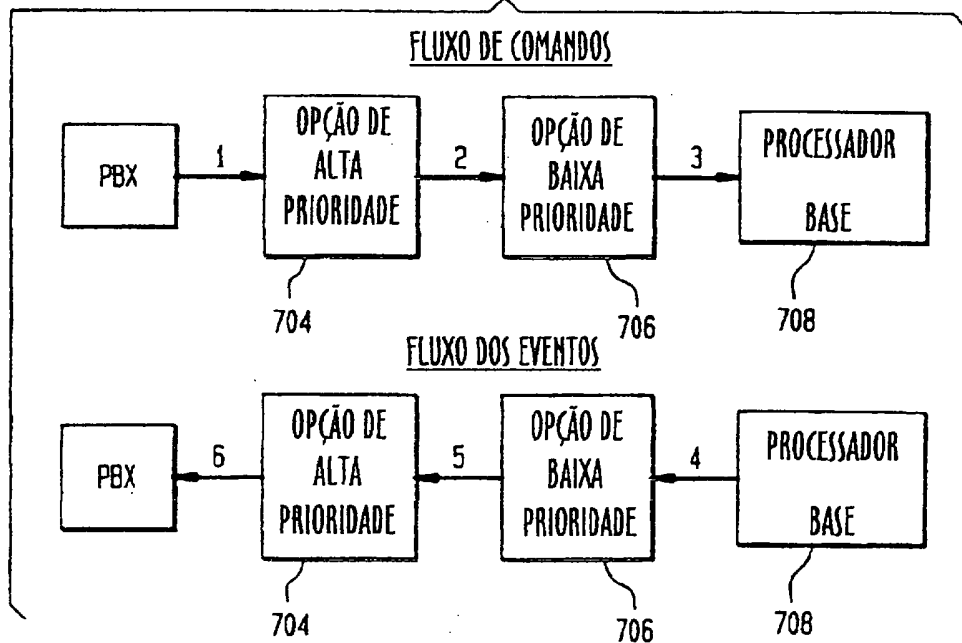 FLUXO DE COMANDOS
PBX
1
OPÇÃO DE
ALTA
PRIORIDADE
2
OPÇÃO DE
BAIXA
PRIORIDADE
3
PROCESSADOR
BASE
704
706
708
FLUXO DOS EVENTOS
PBX
6
OPÇÃO DE
ALTA
PRIORIDADE
5
OPÇÃO DE
BAIXA
PRIORIDADE
4
PROCESSADOR
BASE
704
706
708